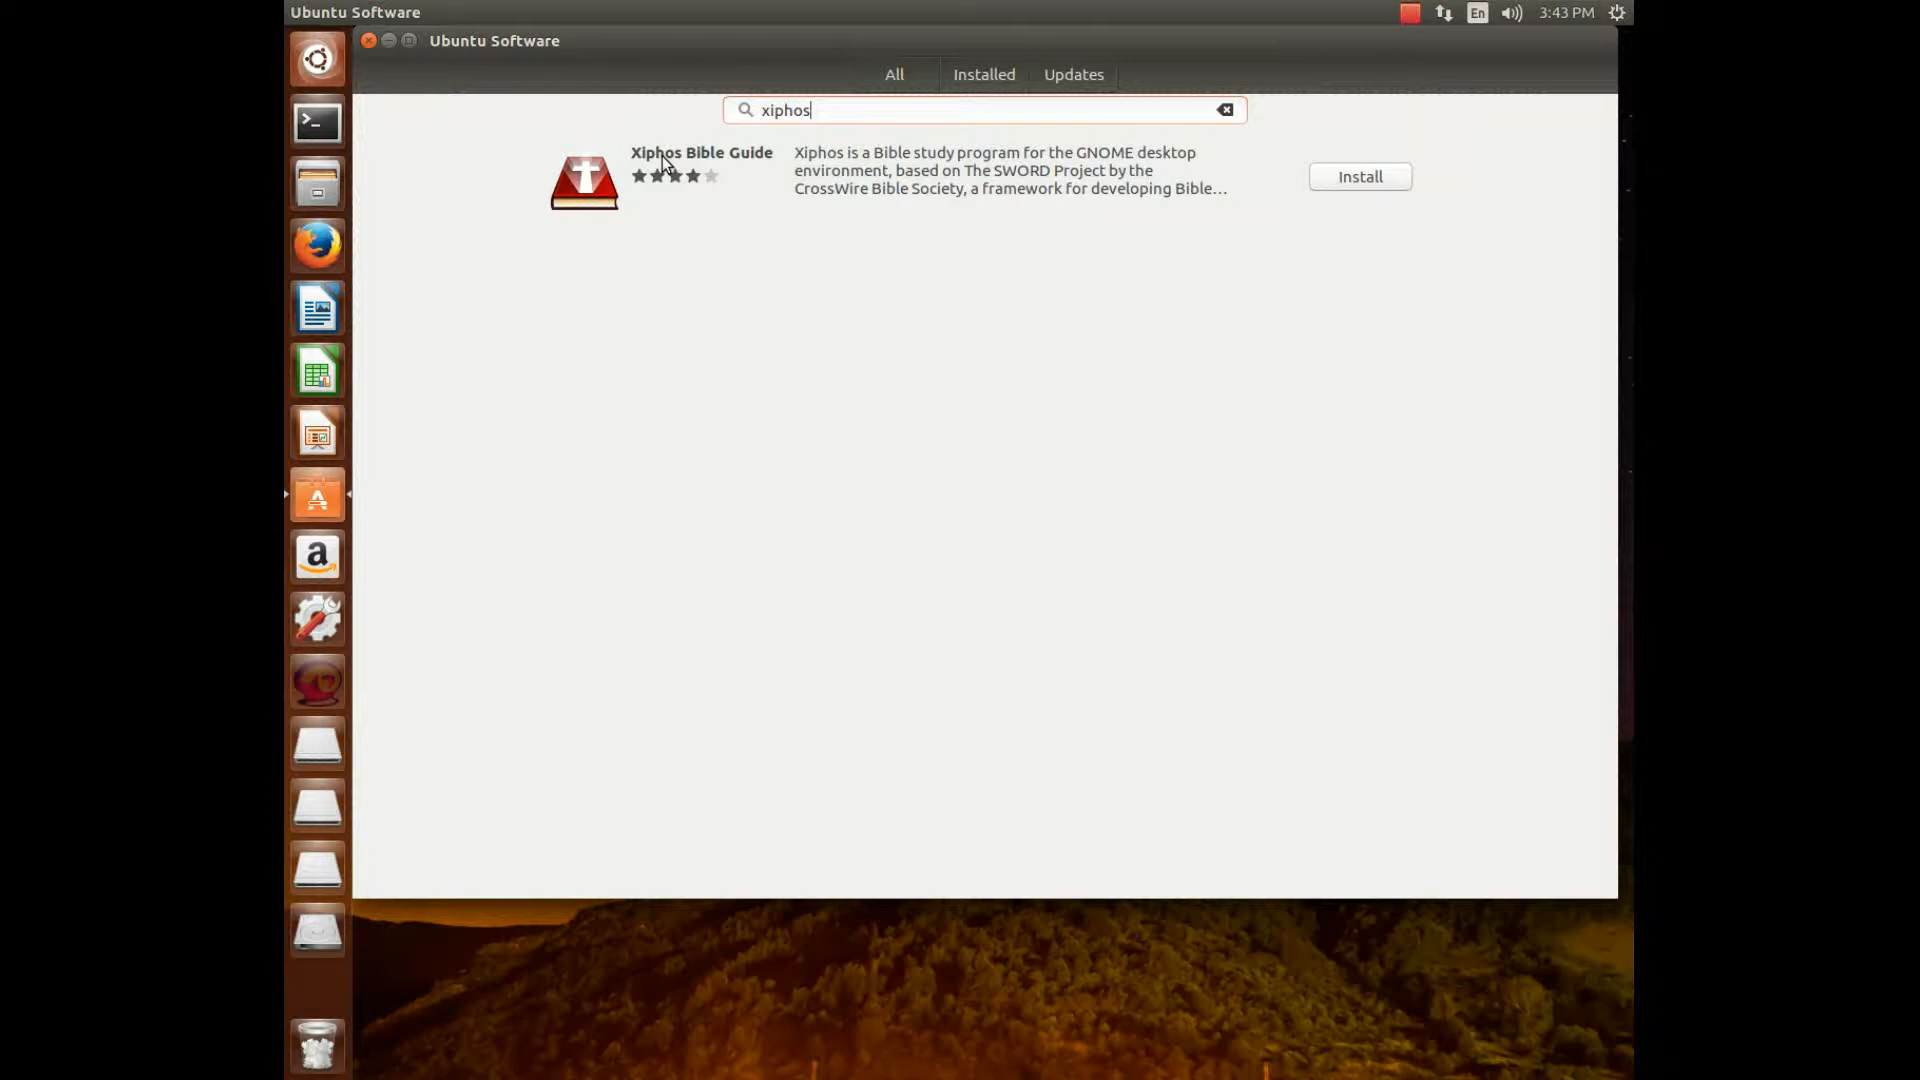 Ubuntu Software
En
3:43 PM
Ubuntu Software
All
Installed
Updates
xiphos
Xiphos Bible Guide
Xiphos is a Bible study program for the GNOME desktop
environment, based on The SWORD Project by the
CrossWire Bible Society, a framework for developing Bible...
Install